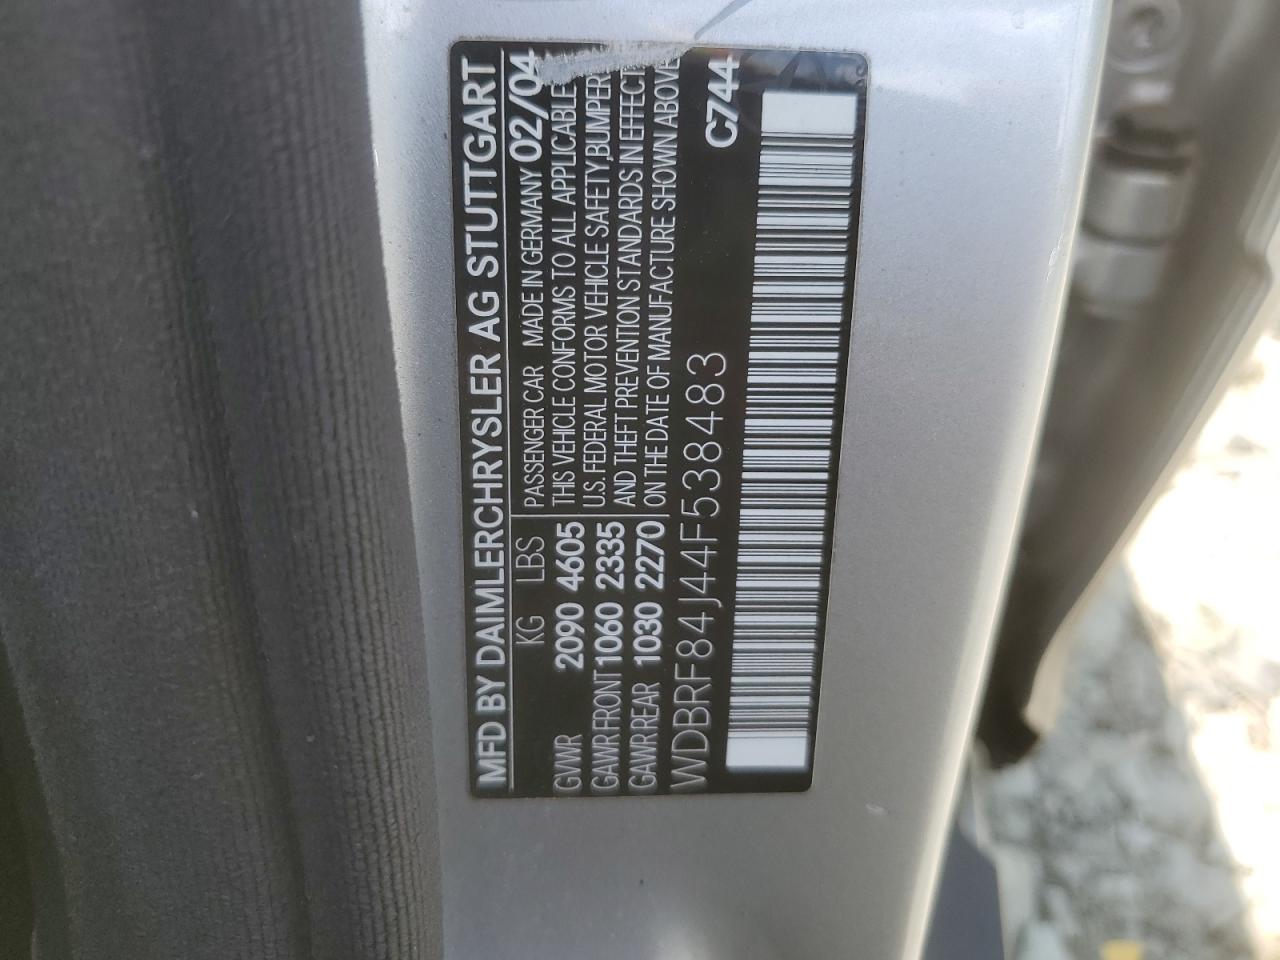 MFD BY DAIMLERCHRYSLER AG STUTTGART
KG LBS PASSENGER CAR MADE IN GERMANY 02/04
GWR 2090 4605 THIS VEHICLE CONFORMS TO ALL APPLICABLE
GAWR FRONT 1060 2335 U.S. FEDERAL MOTOR VEHICLE SAFETY, BUMPER
GAWR REAR 1030 2270 AND THEFT PREVENTION STANDARDS IN EFFECT
ON THE DATE OF MANUFACTURE SHOWN ABOVE
WDBRF84J44F538483 C744